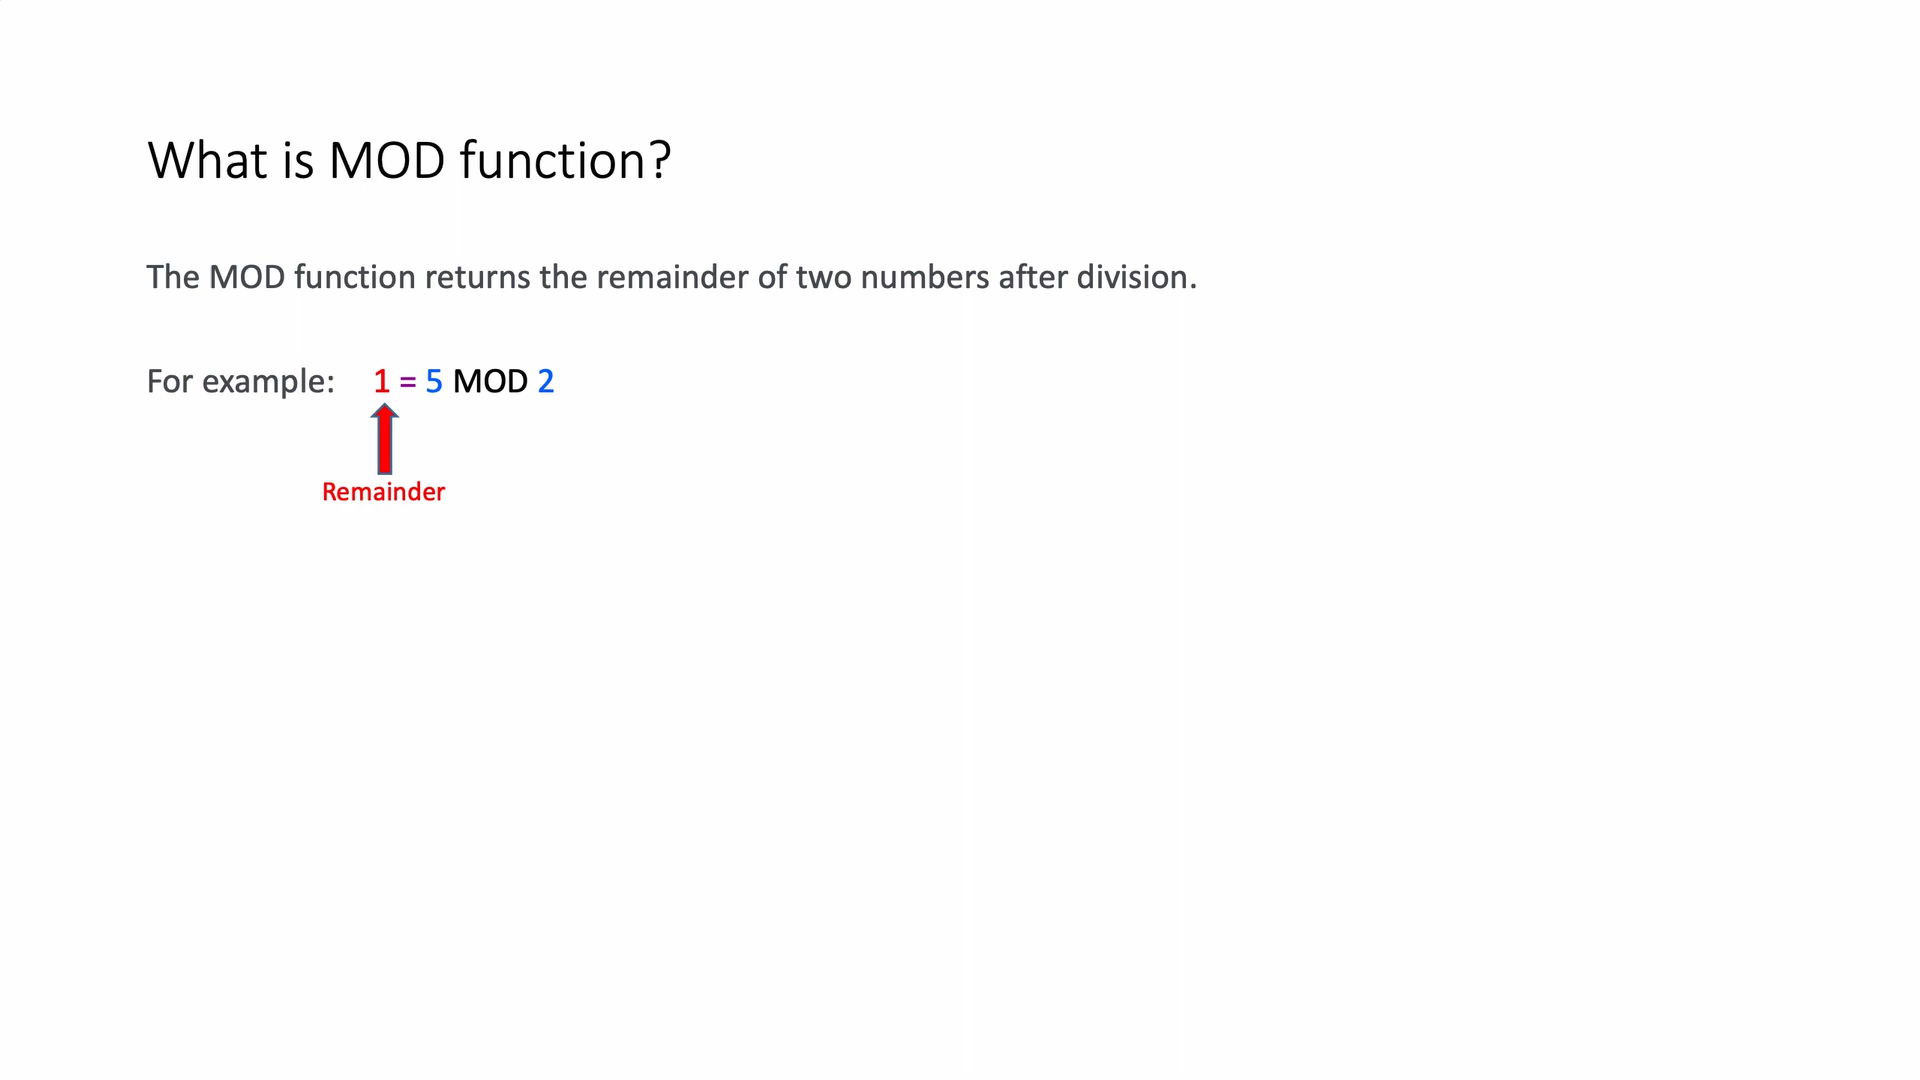 What is MOD function?
The MOD function returns the remainder of two numbers after division.
For example: 1 = 5 MOD 2
Remainder